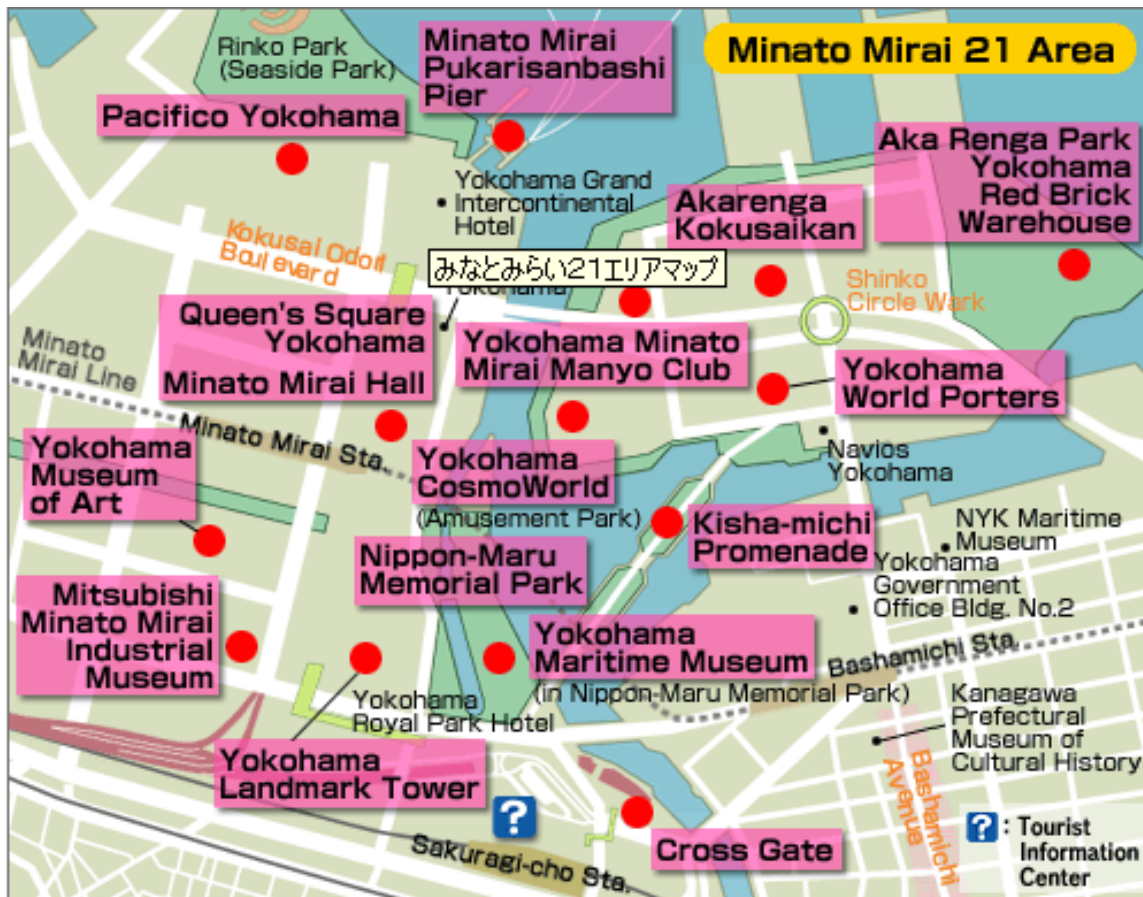 Rinko Park
(Seaside Park)
Minato Mirai
Pukarisanbashi
Pier
Minato Mirai 21 Area
Pacifico Yokohama
Aka Renga Park
Yokohama
Red Brick
Warehouse
Yokohama Grand
Intercontinental
Hotel
Akarenga
Kokusaikan
Kokusai Odori
Boulevard
みなとみらい21エリアマップ
Yokohama
Shinko
Circle Wark
Queen's Square
Yokohama
Minato Mirai Hall
Yokohama Minato
Mirai Manyo Club
Yokohama
World Porters
Minato
Mirai Line
Minato Mirai Sta.
Navios
Yokohama
Yokohama
Museum
of Art
Yokohama
CosmoWorld
(Amusement Park)
Kisha-michi
Promenade
NYK Maritime
Museum
Nippon-Maru
Memorial Park
Yokohama
Government
Office Bldg. No.2
Mitsubishi
Minato Mirai
Industrial
Museum
Yokohama
Maritime Museum
(in Nippon-Maru Memorial Park)
Bashamichi Sta.
Yokohama
Royal Park Hotel
Kanagawa
Prefectural
Museum of
Cultural History
Yokohama
Landmark Tower
Bashamichi
Avenue
?
Sakuragi-cho Sta.
Cross Gate
? : Tourist
Information
Center